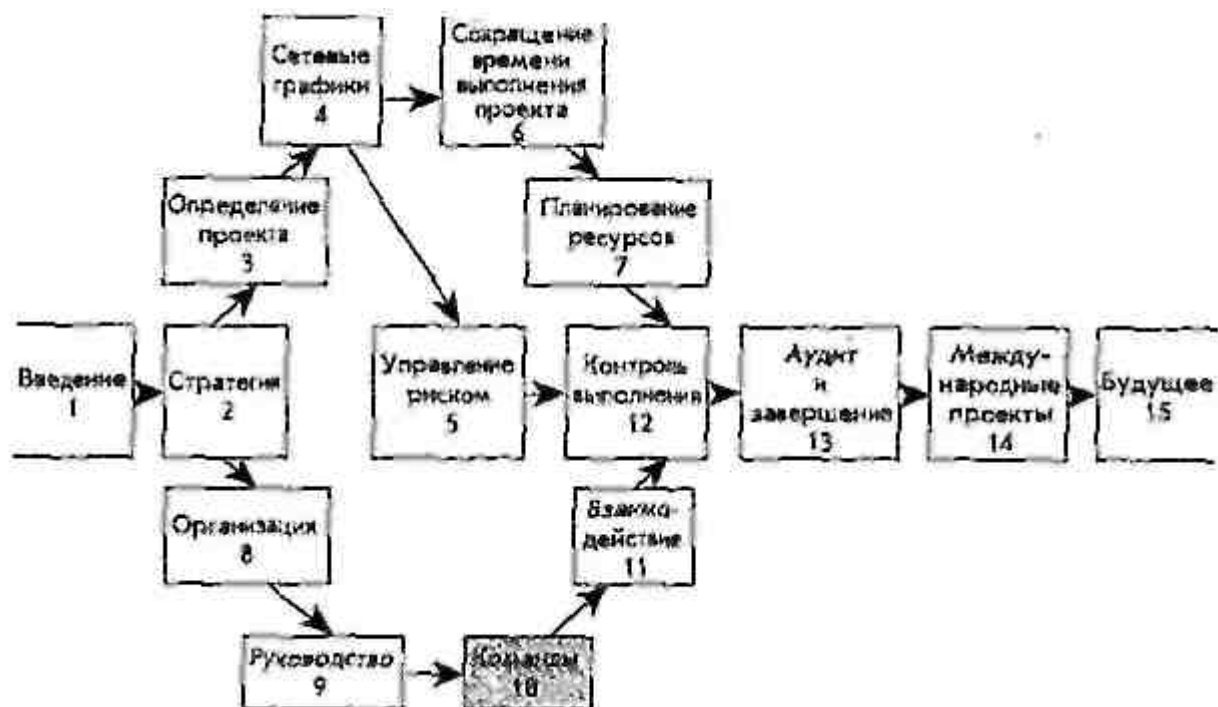 Сетевые
графики
4
Сокращение
времени
выполнения
проекта
6
Определение
проекта
3
Планирование
ресурсов
7
Введение
1
Стратегия
2
Управление
риском
5
Контроль
выполнения
12
Аудит
и
завершение
13
Между-
народные
проекты
14
Будущее
15
Организация
8
Взаимо-
действие
11
Руководство
9
Команды
10